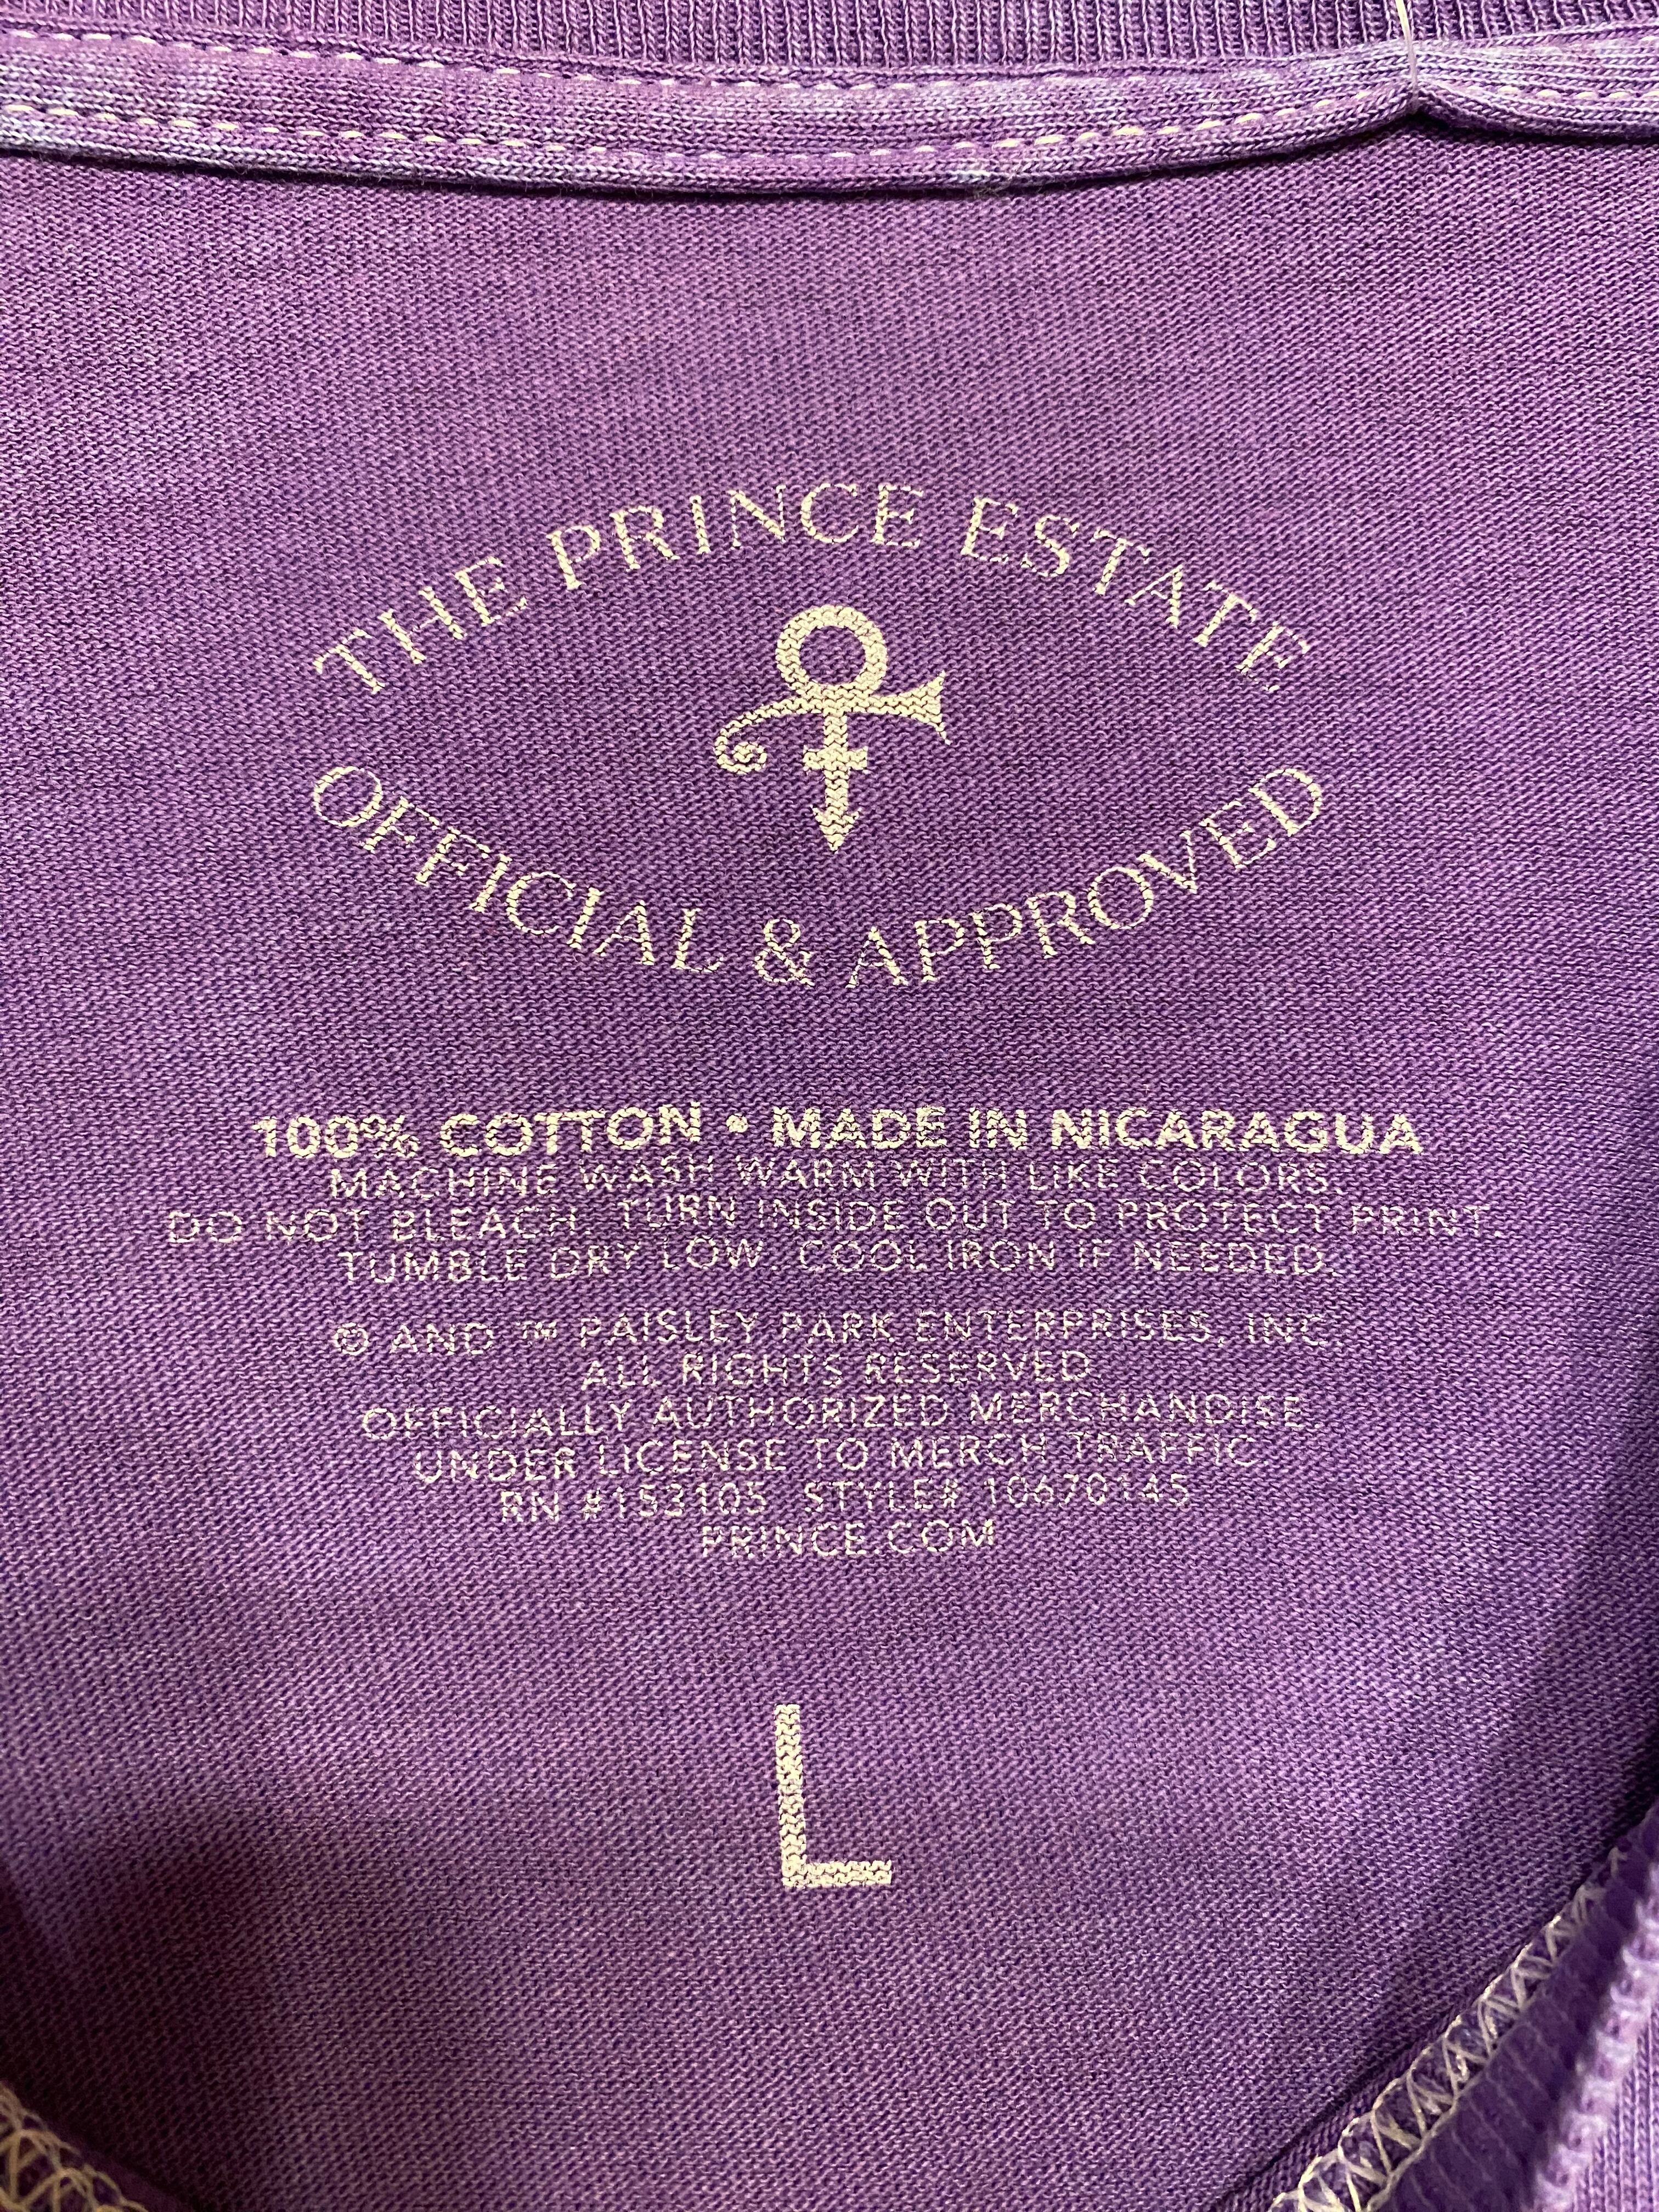 THE PRINCE ESTATE
OFFICIAL & APPROVED
100% COTTON • MADE IN NICARAGUA
MACHINE WASH WARM WITH LIKE COLORS.
DO NOT BLEACH. TURN INSIDE OUT TO PROTECT PRINT.
TUMBLE DRY LOW. COOL IRON IF NEEDED.
© AND ™ PAISLEY PARK ENTERPRISES, INC.
ALL RIGHTS RESERVED
OFFICIALLY AUTHORIZED MERCHANDISE.
UNDER LICENSE TO MERCH TRAFFIC.
RN #153105 STYLE# 10670145
PRINCE.COM
L